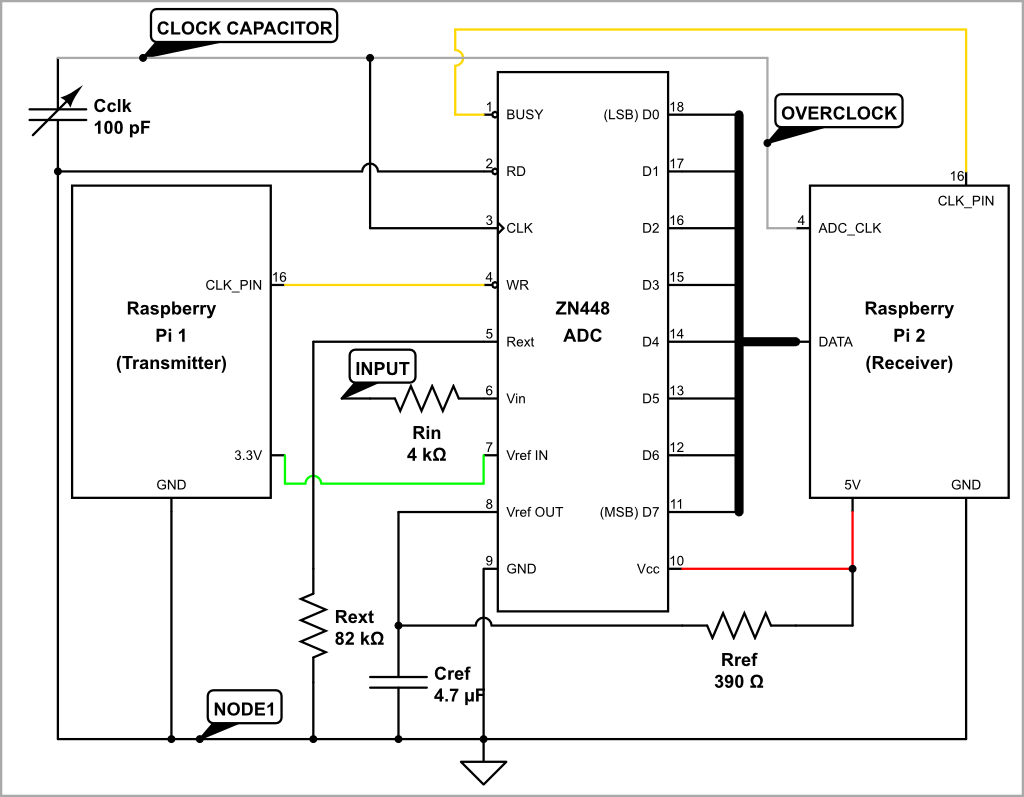 CLOCK CAPACITOR
Cclk
100 pF
OVERCLOCK
1
BUSY
2
RD
3
CLK
4
WR
5
Rext
6
Vin
7
Vref IN
8
Vref OUT
9
GND
ZN448
ADC
(LSB) D0
18
D1
17
D2
16
D3
15
D4
14
D5
13
D6
12
(MSB) D7
11
Vcc
10
CLK_PIN
16
Raspberry
Pi 1
(Transmitter)
3.3V
GND
INPUT
Rin
4 kΩ
16
CLK_PIN
4
ADC_CLK
Raspberry
Pi 2
(Receiver)
DATA
5V
GND
Rext
82 kΩ
Cref
4.7 µF
Rref
390 Ω
NODE1